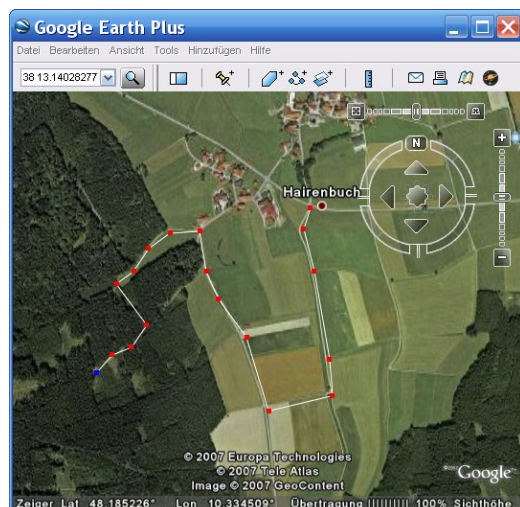 Google Earth Plus
Datei Bearbeiten Ansicht Tools Hinzufügen Hilfe
38 13.14028277
N
Hairenbuch
© 2007 Europa Technologies
© 2007 Tele Atlas
Image © 2007 GeoContent
Google
Zeiger Lat 48.185226° Lon 10.334509° Übertragung |||||||||| 100% Sichthöhe